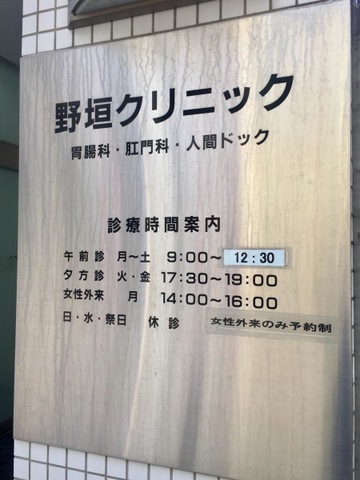 野垣クリニック
胃腸科・肛門科・人間ドック
診療時間案内
午前診 月〜土 9:00〜12:30
夕方診 火・金 17:30〜19:00
女性外来 月 14:00〜16:00
日・水・祭日 休診 女性外来のみ予約制